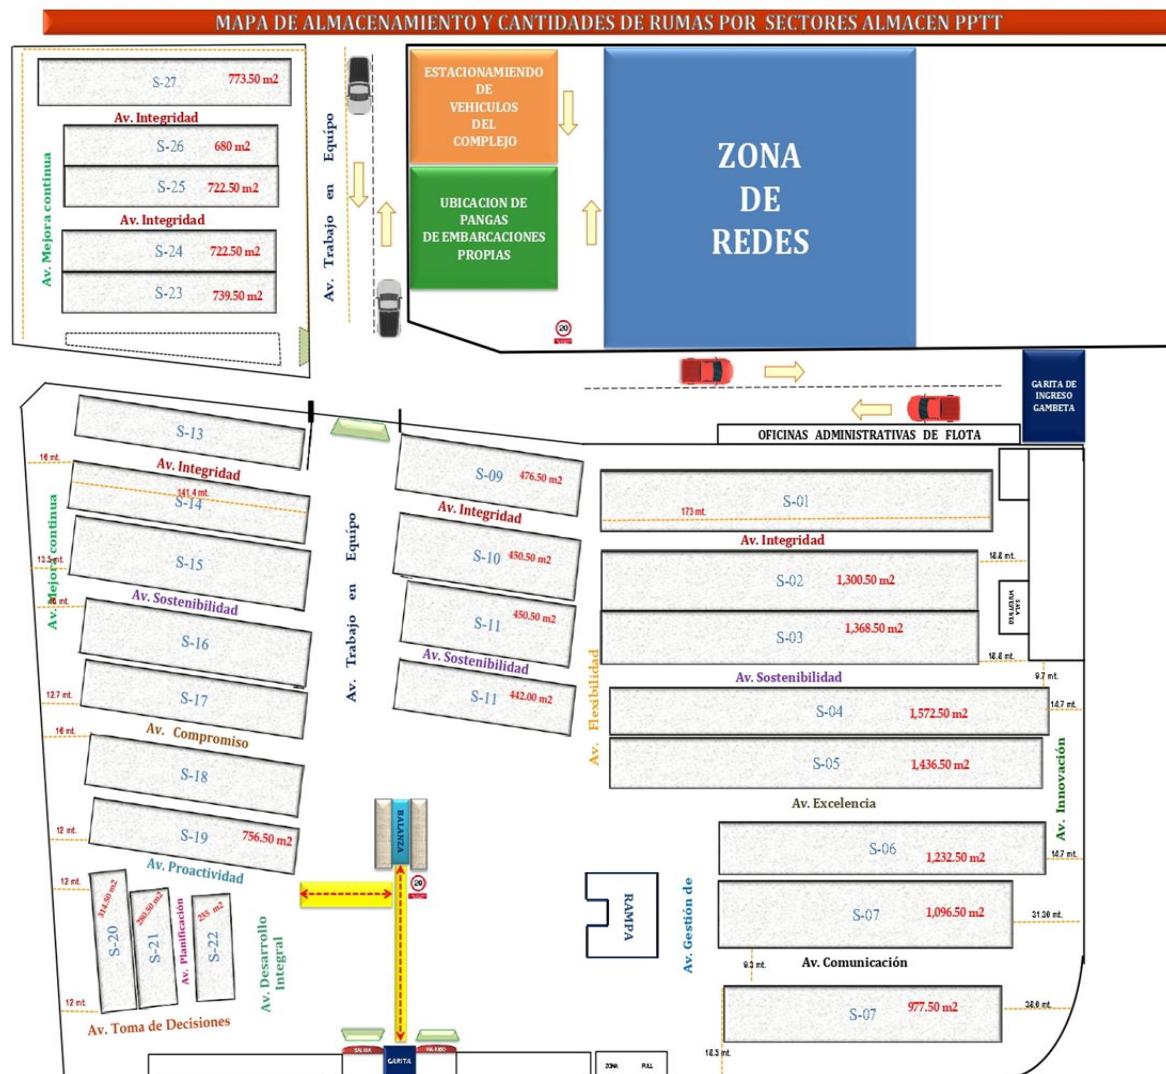 MAPA DE ALMACENAMIENTO Y CANTIDADES DE RUMAS POR SECTORES ALMACEN PPTT
S-27 773.50 m2
Av. Integridad
S-26 680 m2
S-25 722.50 m2
Av. Integridad
S-24 722.50 m2
S-23 739.50 m2
Av. Mejora continua
Av. Trabajo en Equipo
ESTACIONAMIENDO
DE
VEHICULOS
DEL
COMPLEJO
UBICACION DE
PANGAS
DE EMBARCACIONES
PROPIAS
ZONA
DE
REDES
20
GARITA DE
INGRESO
GAMBETA
OFICINAS ADMINISTRATIVAS DE FLOTA
S-13
16 mt.
Av. Integridad
141.4 mt.
S-14
Av. Mejora continua
13.5 mt.
S-15
Av. Sostenibilidad
S-16
S-17
12.7 mt.
Av. Compromiso
16 mt.
S-18
12 mt.
S-19 756.50 m2
Av. Proactividad
12 mt.
314.50 m2
S-20
S-21
Av. Planificación
255 m2
S-22
Av. Desarrollo
Integral
12 mt.
Av. Toma de Decisiones
Av. Trabajo en Equipo
S-09 476.50 m2
Av. Integridad
S-10 450.50 m2
S-11 450.50 m2
Av. Sostenibilidad
S-11 442.00 m2
BALANZA
20
RAMPA
SALIDA
GARITA
ZONA FULL
Av. Flexibilidad
S-01
173 mt.
Av. Integridad
S-02 1,300.50 m2
18.8 mt.
S-03 1,368.50 m2
18.8 mt.
Av. Sostenibilidad
9.7 mt.
S-04 1,572.50 m2
14.7 mt.
S-05 1,436.50 m2
Av. Innovación
Av. Excelencia
S-06 1,232.50 m2
14.7 mt.
Av. Gestión de
S-07 1,096.50 m2
31.20 mt.
9.3 mt.
Av. Comunicación
S-07 977.50 m2
18.3 mt.